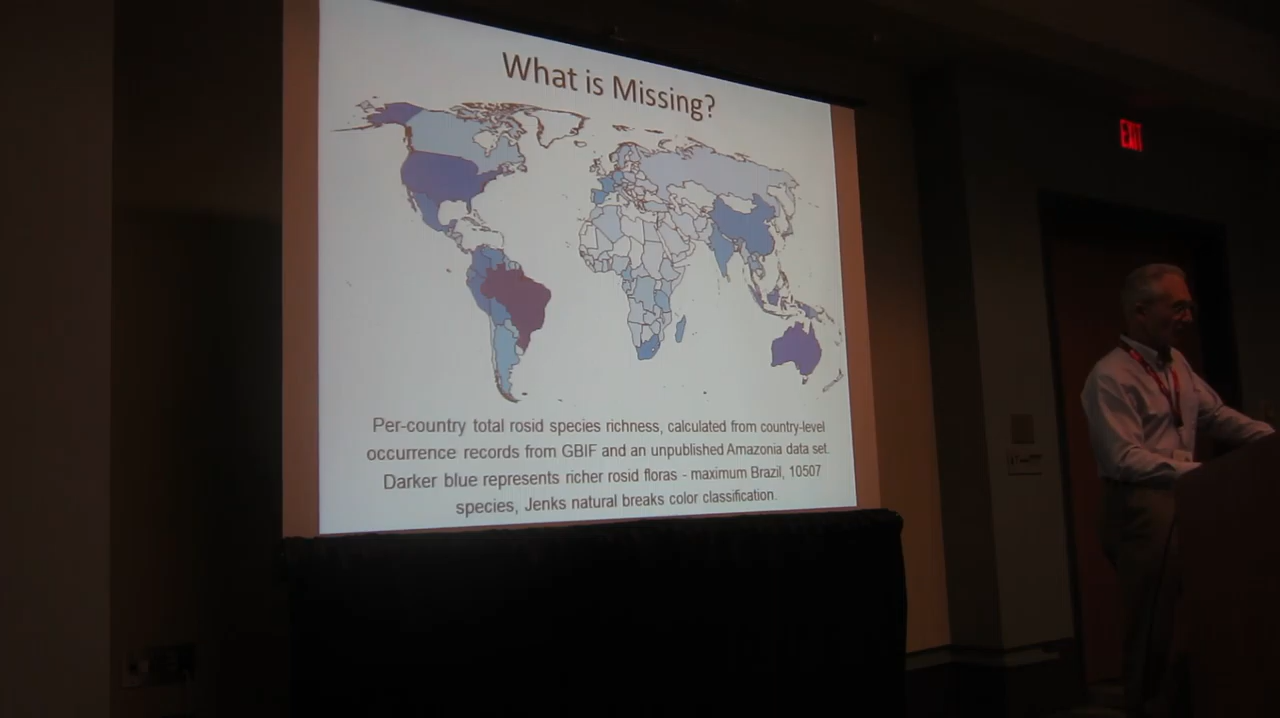 What is Missing?
Per-country total rosid species richness, calculated from country-level
occurrence records from GBIF and an unpublished Amazonia data set.
Darker blue represents richer rosid floras - maximum Brazil, 10507
species, Jenks natural breaks color classification.
EXIT